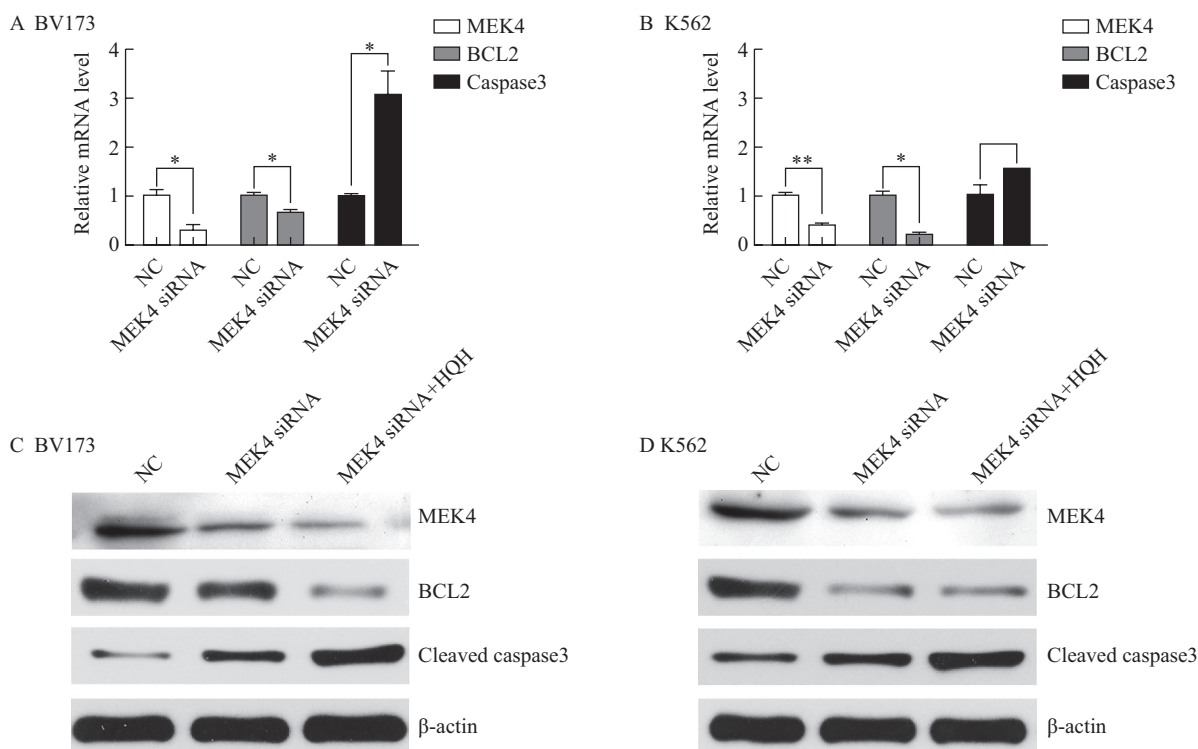 A BV173
MEK4
BCL2
Caspase3
Relative mRNA level
4
3
2
1
0
*
*
*
NC
MEK4 siRNA
NC
MEK4 siRNA
NC
MEK4 siRNA
B K562
MEK4
BCL2
Caspase3
Relative mRNA level
4
3
2
1
0
**
*
NC
MEK4 siRNA
NC
MEK4 siRNA
NC
MEK4 siRNA
C BV173
NC
MEK4 siRNA
MEK4 siRNA+HQH
MEK4
BCL2
Cleaved caspase3
β-actin
D K562
NC
MEK4 siRNA
MEK4 siRNA+HQH
MEK4
BCL2
Cleaved caspase3
β-actin